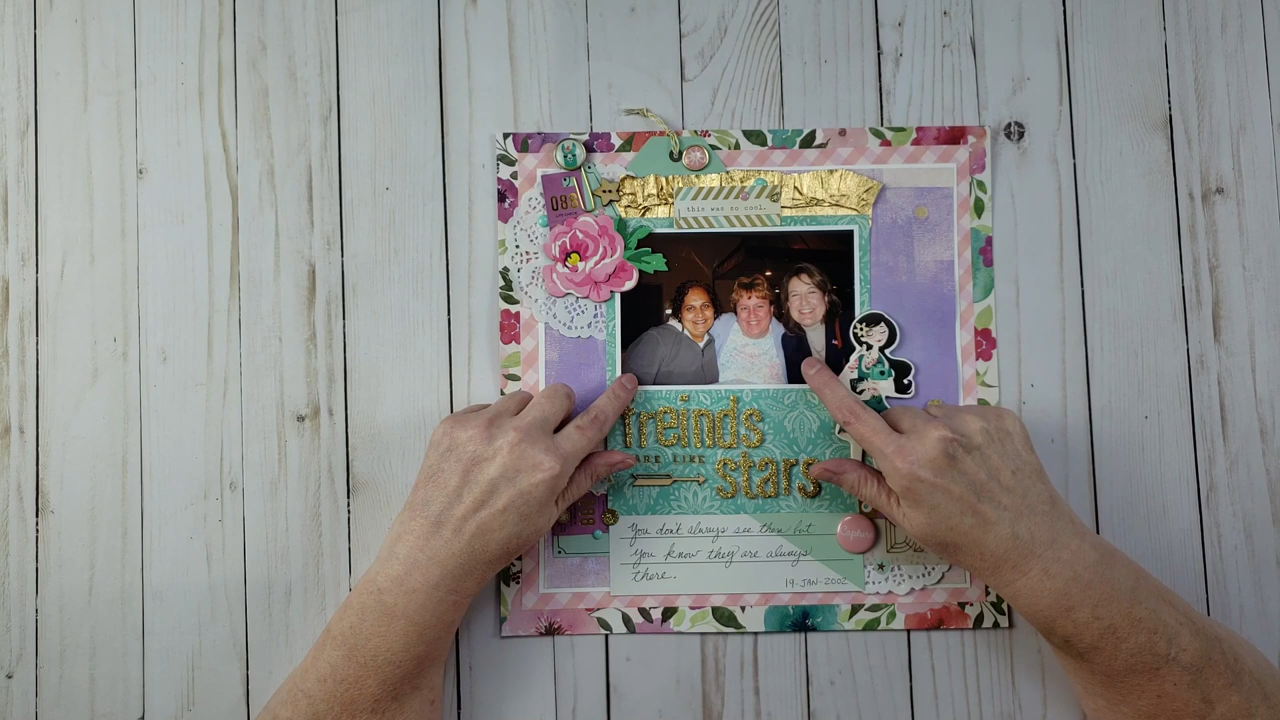 this was so cool.
freinds
ARE LIKE
stars
You don't always see them but
you know they are always
there.
19-JAN-2002